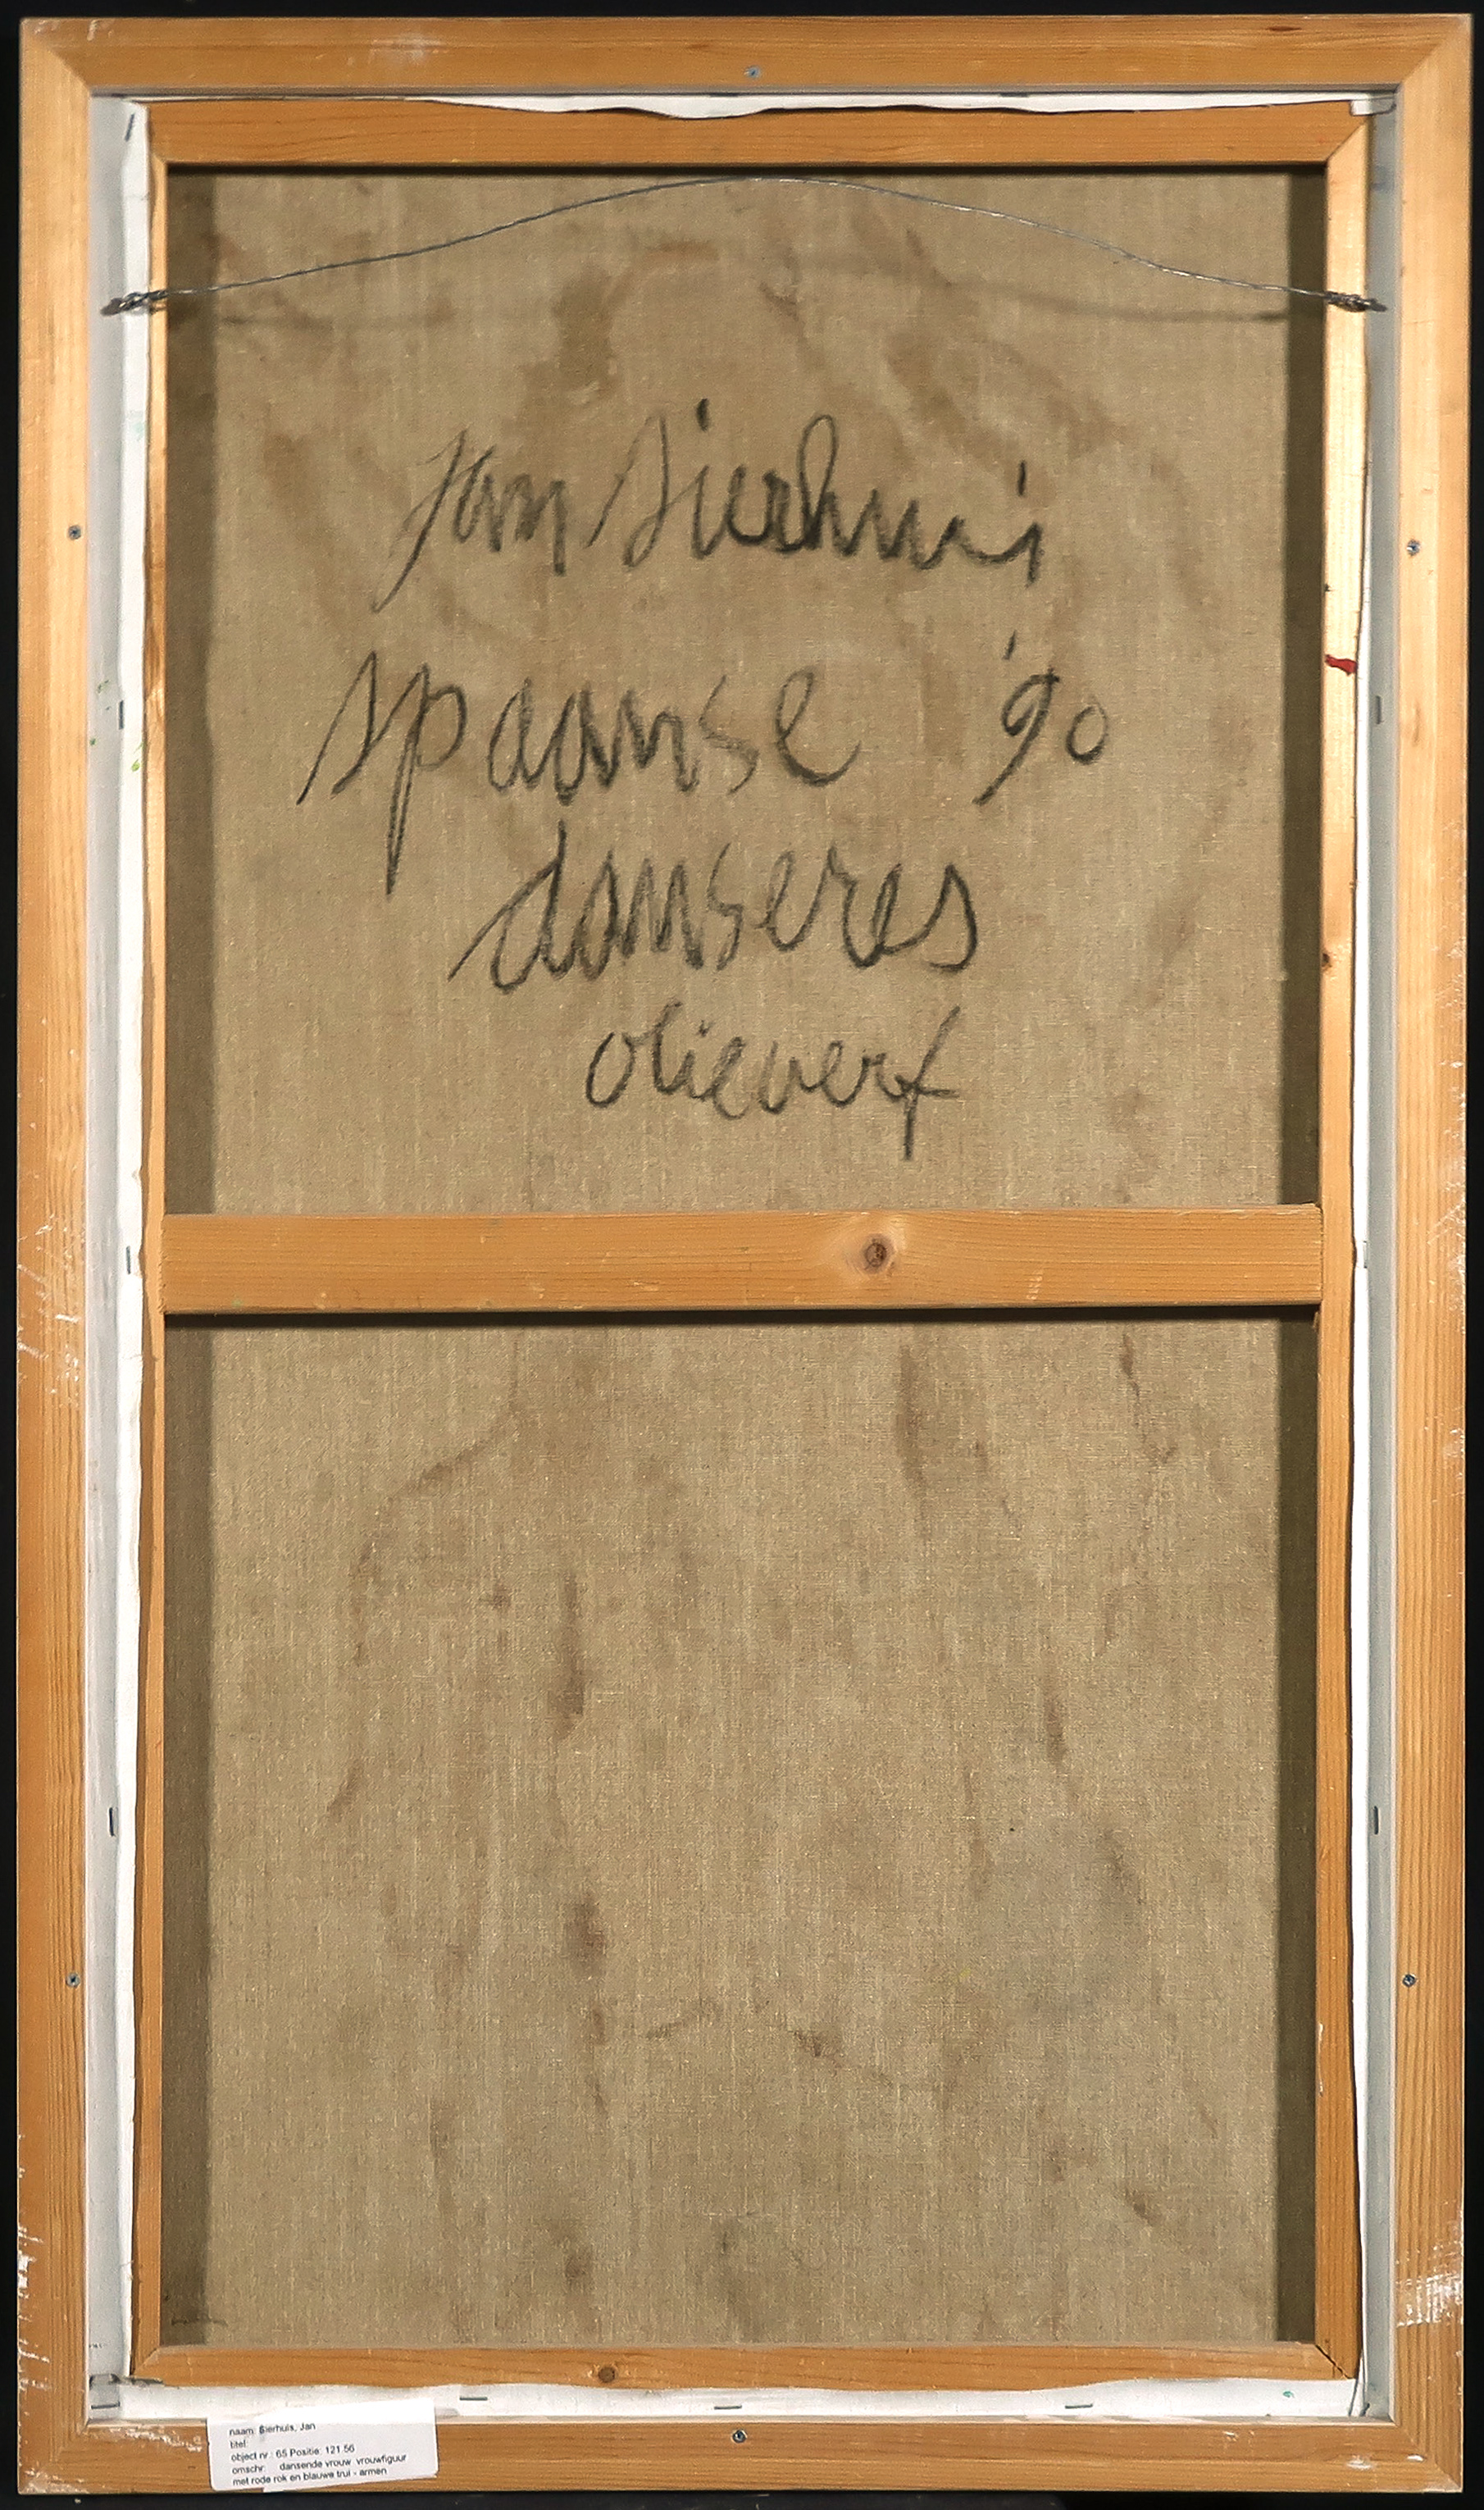 Jan Sierhuis
spaanse '90
danseres
olieverf
naam: Sierhuis, Jan
titel:
object nr.: 65 Positie: 121.56
omschr: dansende vrouw vrouwfiguur
met rode rok en blauwe trui - armen